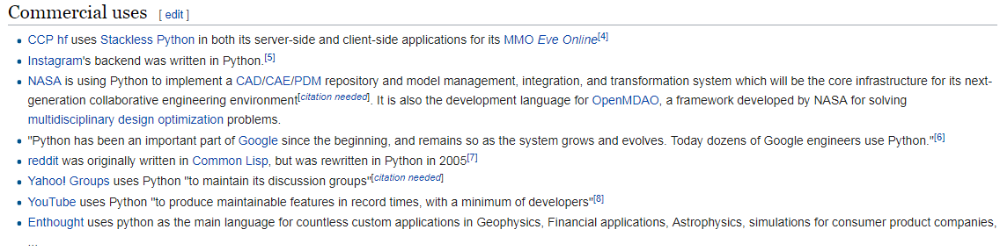 Commercial uses [ edit ]
CCP hf uses Stackless Python in both its server-side and client-side applications for its MMO Eve Online[4]
Instagram's backend was written in Python.[5]
NASA is using Python to implement a CAD/CAE/PDM repository and model management, integration, and transformation system which will be the core infrastructure for its next-
generation collaborative engineering environment[citation needed]. It is also the development language for OpenMDAO, a framework developed by NASA for solving
multidisciplinary design optimization problems.
"Python has been an important part of Google since the beginning, and remains so as the system grows and evolves. Today dozens of Google engineers use Python."[6]
reddit was originally written in Common Lisp, but was rewritten in Python in 2005[7]
Yahoo! Groups uses Python "to maintain its discussion groups"[citation needed]
YouTube uses Python "to produce maintainable features in record times, with a minimum of developers"[8]
Enthought uses python as the main language for countless custom applications in Geophysics, Financial applications, Astrophysics, simulations for consumer product companies,
...